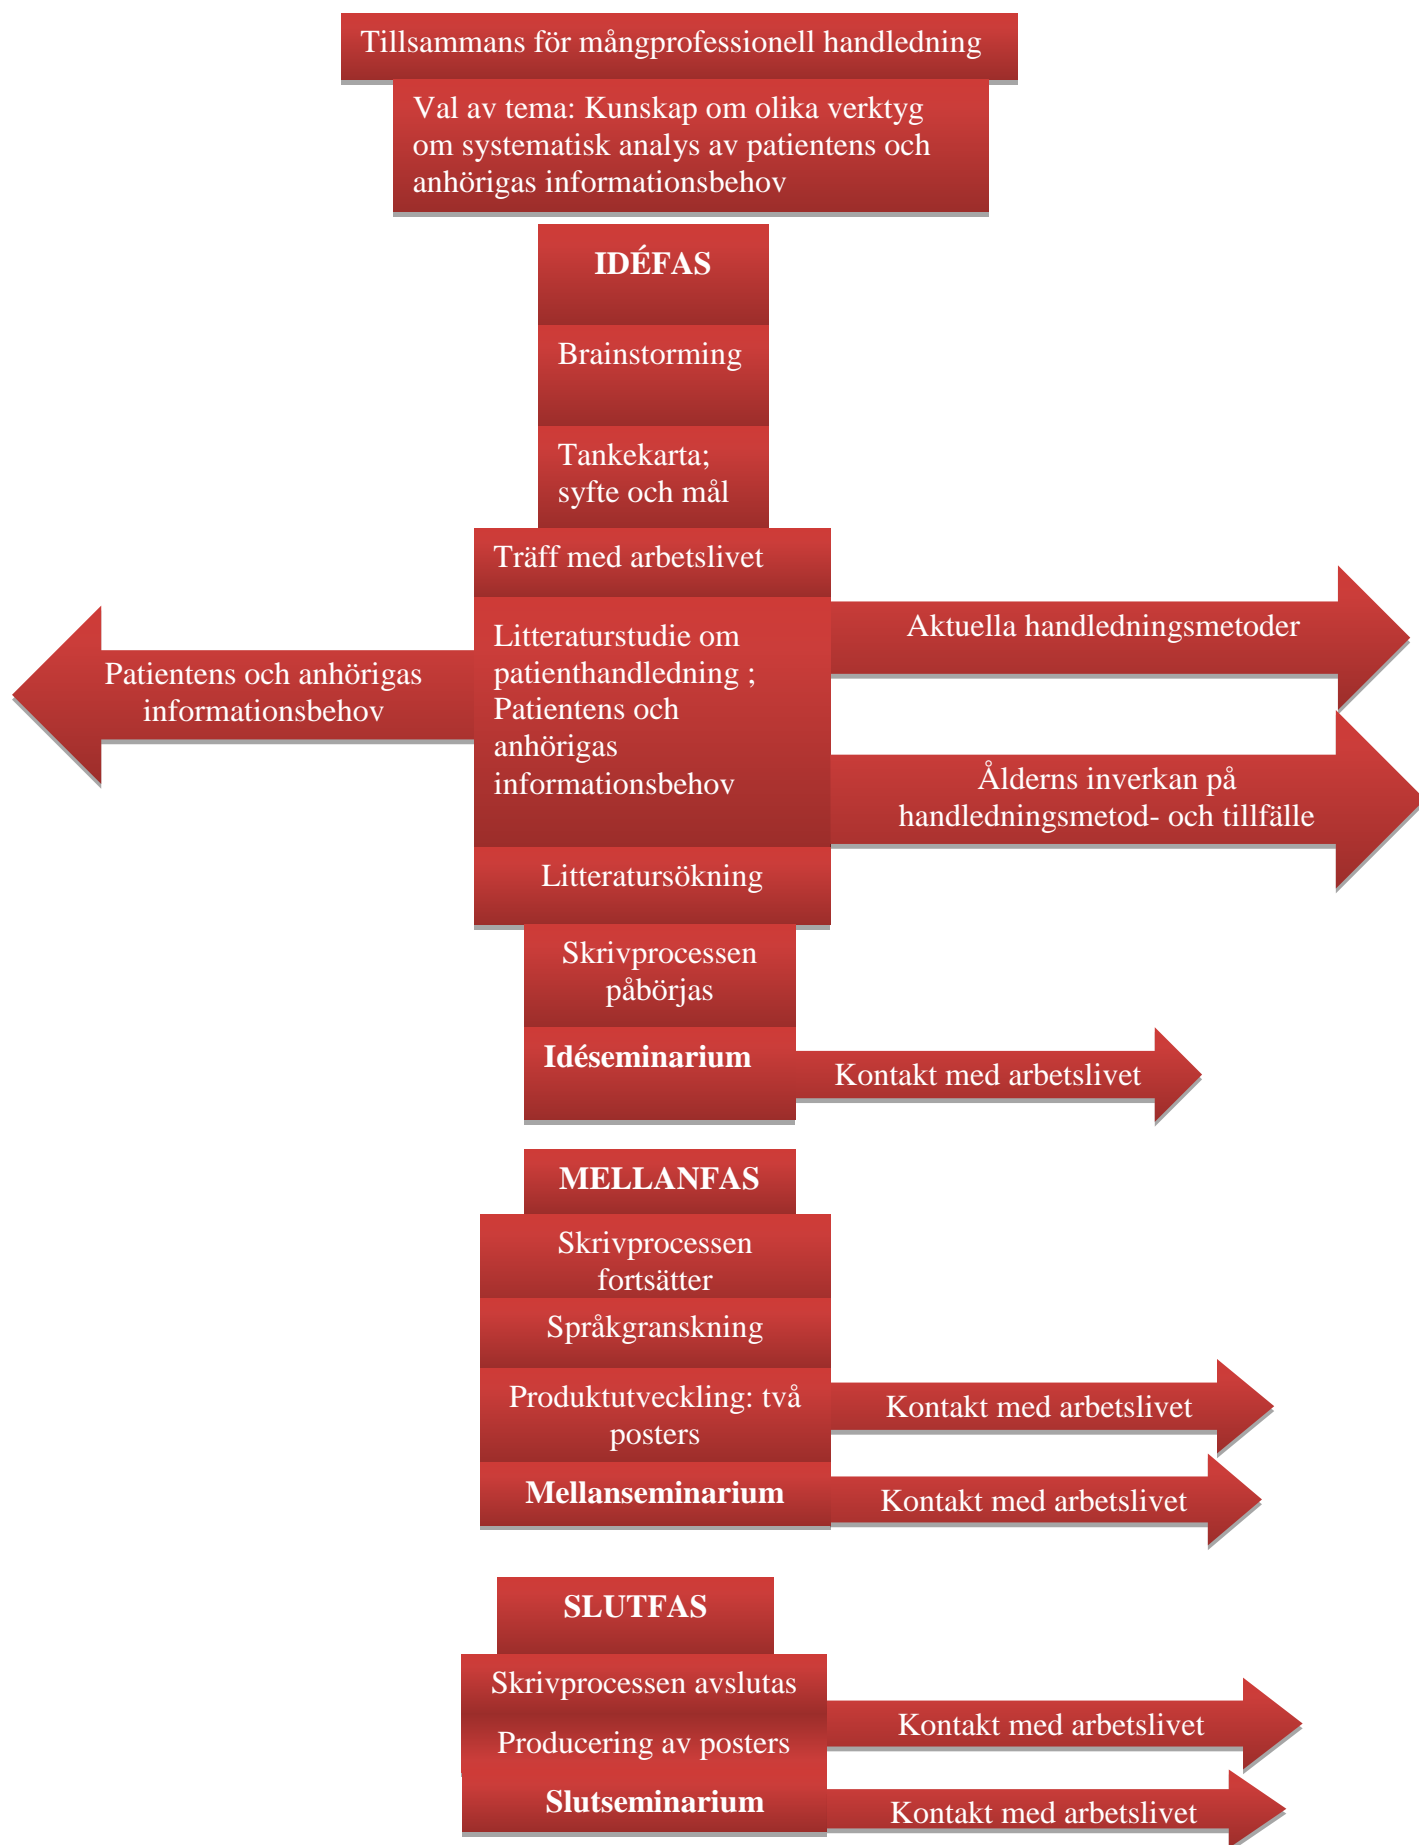 Tillsammans för mångprofessionell handledning
Val av tema: Kunskap om olika verktyg
om systematisk analys av patientens och
anhörigas informationsbehov
IDÉFAS
Brainstorming
Tankekarta;
syfte och mål
Träff med arbetslivet
Patientens och anhörigas
informationsbehov
Litteraturstudie om
patienthandledning ;
Patientens och
anhörigas
informationsbehov
Aktuella handledningsmetoder
Ålderns inverkan på
handledningsmetod- och tillfälle
Litteratursökning
Skrivprocessen
påbörjas
Idéseminarium
Kontakt med arbetslivet
MELLANFAS
Skrivprocessen
fortsätter
Språkgranskning
Produktutveckling: två
posters
Kontakt med arbetslivet
Mellanseminarium
Kontakt med arbetslivet
SLUTFAS
Skrivprocessen avslutas
Producering av posters
Kontakt med arbetslivet
Slutseminarium
Kontakt med arbetslivet